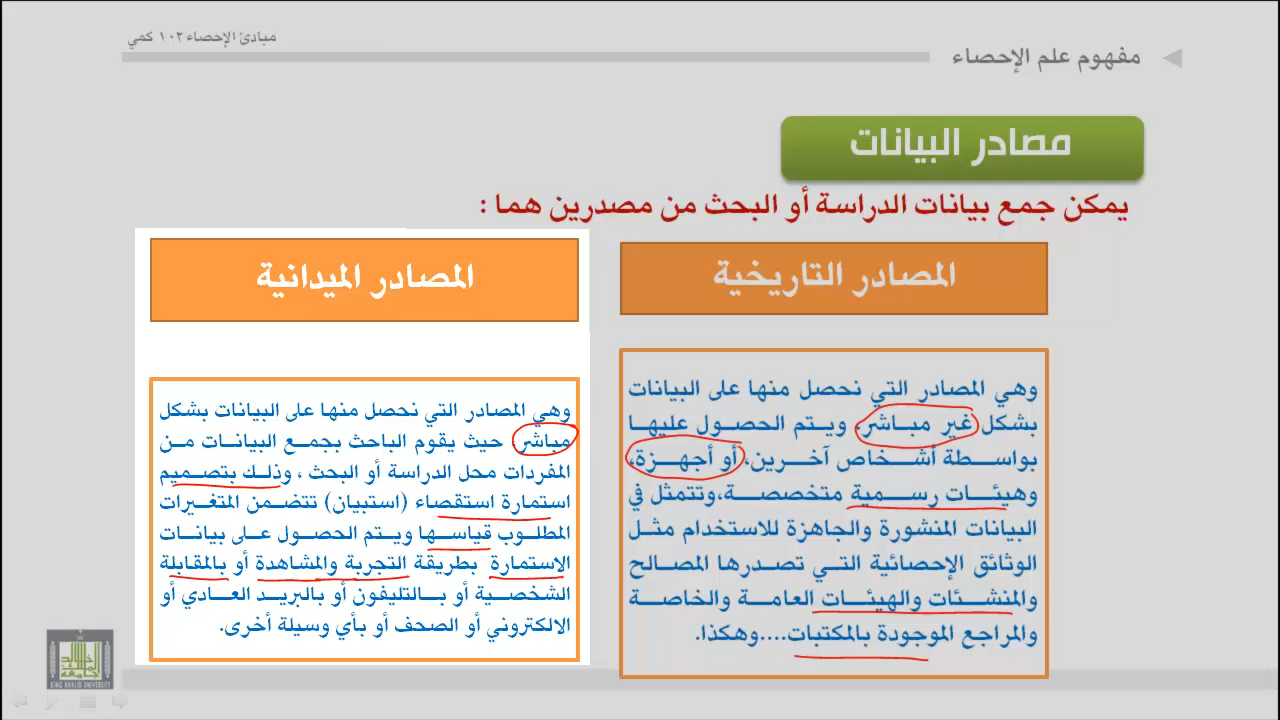 مبادئ الإحصاء ١٠٢ كمي
مفهوم علم الإحصاء
مصادر البيانات
يمكن جمع بيانات الدراسة أو البحث من مصدرين هما :
المصادر التاريخية
وهي المصادر التي نحصل منها على البيانات
بشكل غير مباشر، ويتم الحصول عليها
بواسطة أشخاص آخرين، أو أجهزة،
وهيئات رسمية متخصصة،وتتمثل في
البيانات المنشورة والجاهزة للاستخدام مثل
الوثائق الإحصائية التي تصدرها المصالح
والمنشئات والهيئات العامة والخاصة
والمراجع الموجودة بالمكتبات....وهكذا.
المصادر الميدانية
وهي المصادر التي نحصل منها على البيانات بشكل
مباشر، حيث يقوم الباحث بجمع البيانات من
المفردات محل الدراسة أو البحث ، وذلك بتصميم
استمارة استقصاء (استبيان) تتضمن المتغيرات
المطلوب قياسها ويتم الحصول على بيانات
الاستمارة بطريقة التجربة والمشاهدة أو بالمقابلة
الشخصية أو بالتليفون أو بالبريد العادي أو
الالكتروني أو الصحف أو بأي وسيلة أخرى.
KING KHALID UNIVERSITY